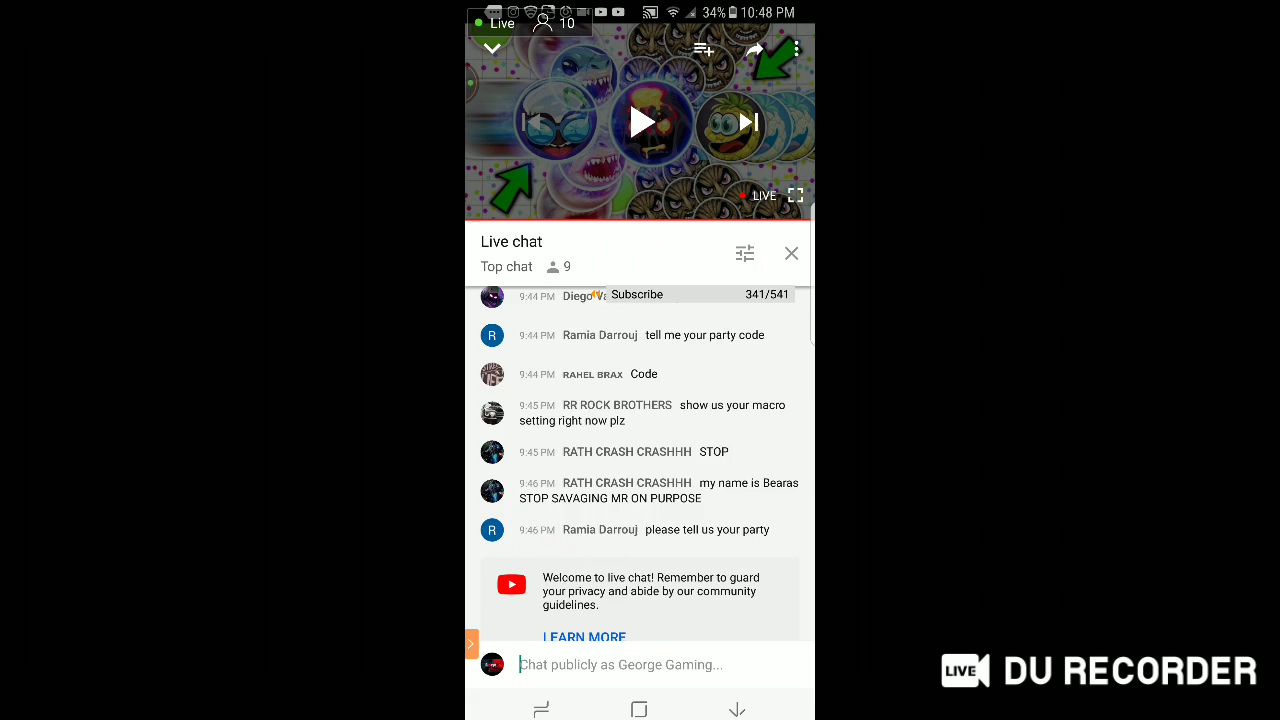 34% 10:48 PM
Live 10
LIVE
Live chat
Top chat 9
9:44 PM Diego
Subscribe 341/541
R 9:44 PM Ramia Darrouj tell me your party code
9:44 PM RAHEL BRAX Code
9:45 PM RR ROCK BROTHERS show us your macro
setting right now plz
9:45 PM RATH CRASH CRASHHH STOP
9:46 PM RATH CRASH CRASHHH my name is Bearas
STOP SAVAGING MR ON PURPOSE
R 9:46 PM Ramia Darrouj please tell us your party
Welcome to live chat! Remember to guard
your privacy and abide by our community
guidelines.
LEARN MORE
Chat publicly as George Gaming...
LIVE DU RECORDER